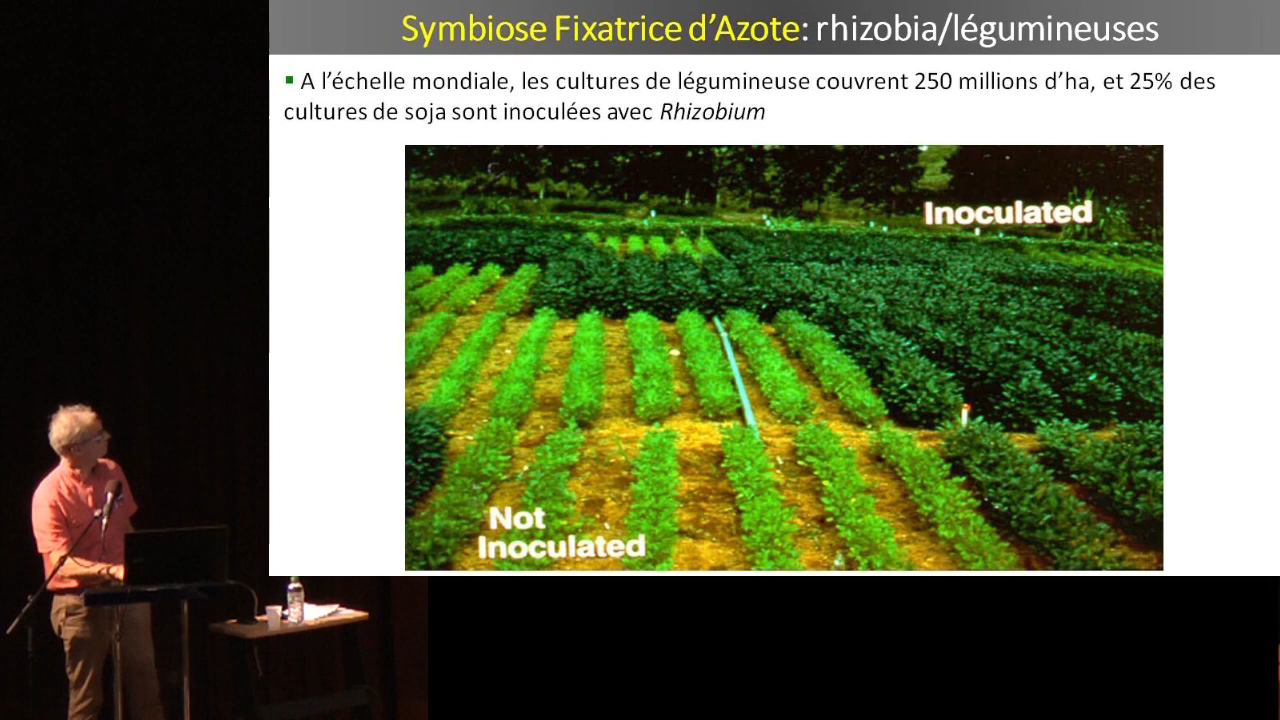 Symbiose Fixatrice d'Azote: rhizobia/légumineuses
▪ A l'échelle mondiale, les cultures de légumineuse couvrent 250 millions d'ha, et 25% des
cultures de soja sont inoculées avec Rhizobium
Inoculated
Not
Inoculated